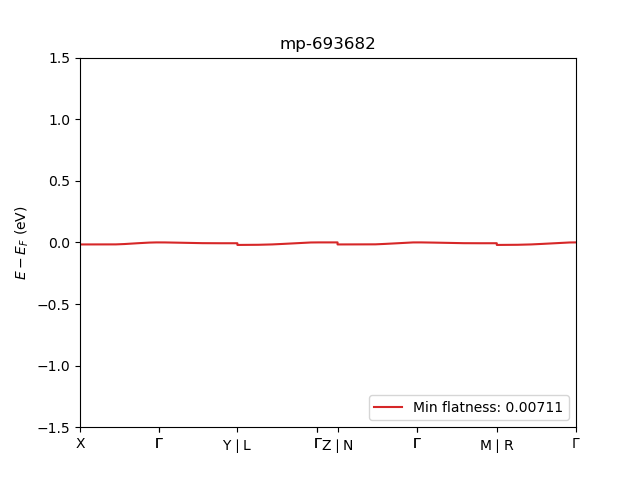 mp-693682
1.5
1.0
0.5
0.0
−0.5
−1.0
−1.5
E − E_F (eV)
Min flatness: 0.00711
X Γ Y | L Γ Z | N Γ M | R Γ